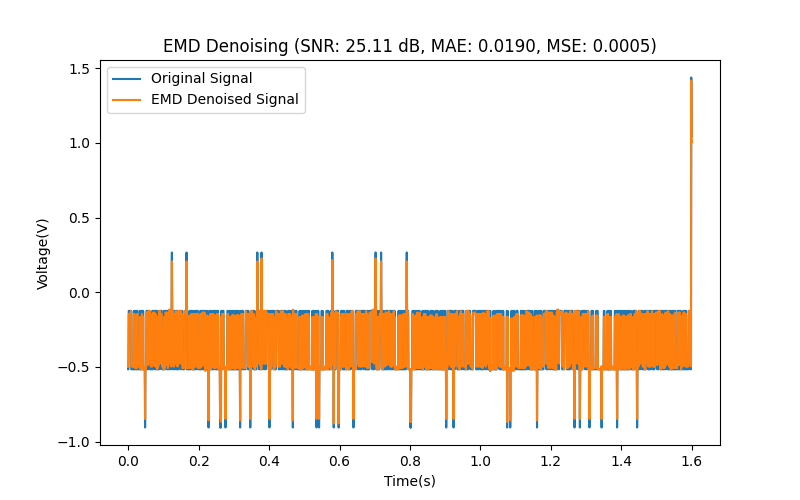 EMD Denoising (SNR: 25.11 dB, MAE: 0.0190, MSE: 0.0005)
Original Signal
EMD Denoised Signal
Voltage(V)
1.5
1.0
0.5
0.0
−0.5
−1.0
0.0 0.2 0.4 0.6 0.8 1.0 1.2 1.4 1.6
Time(s)